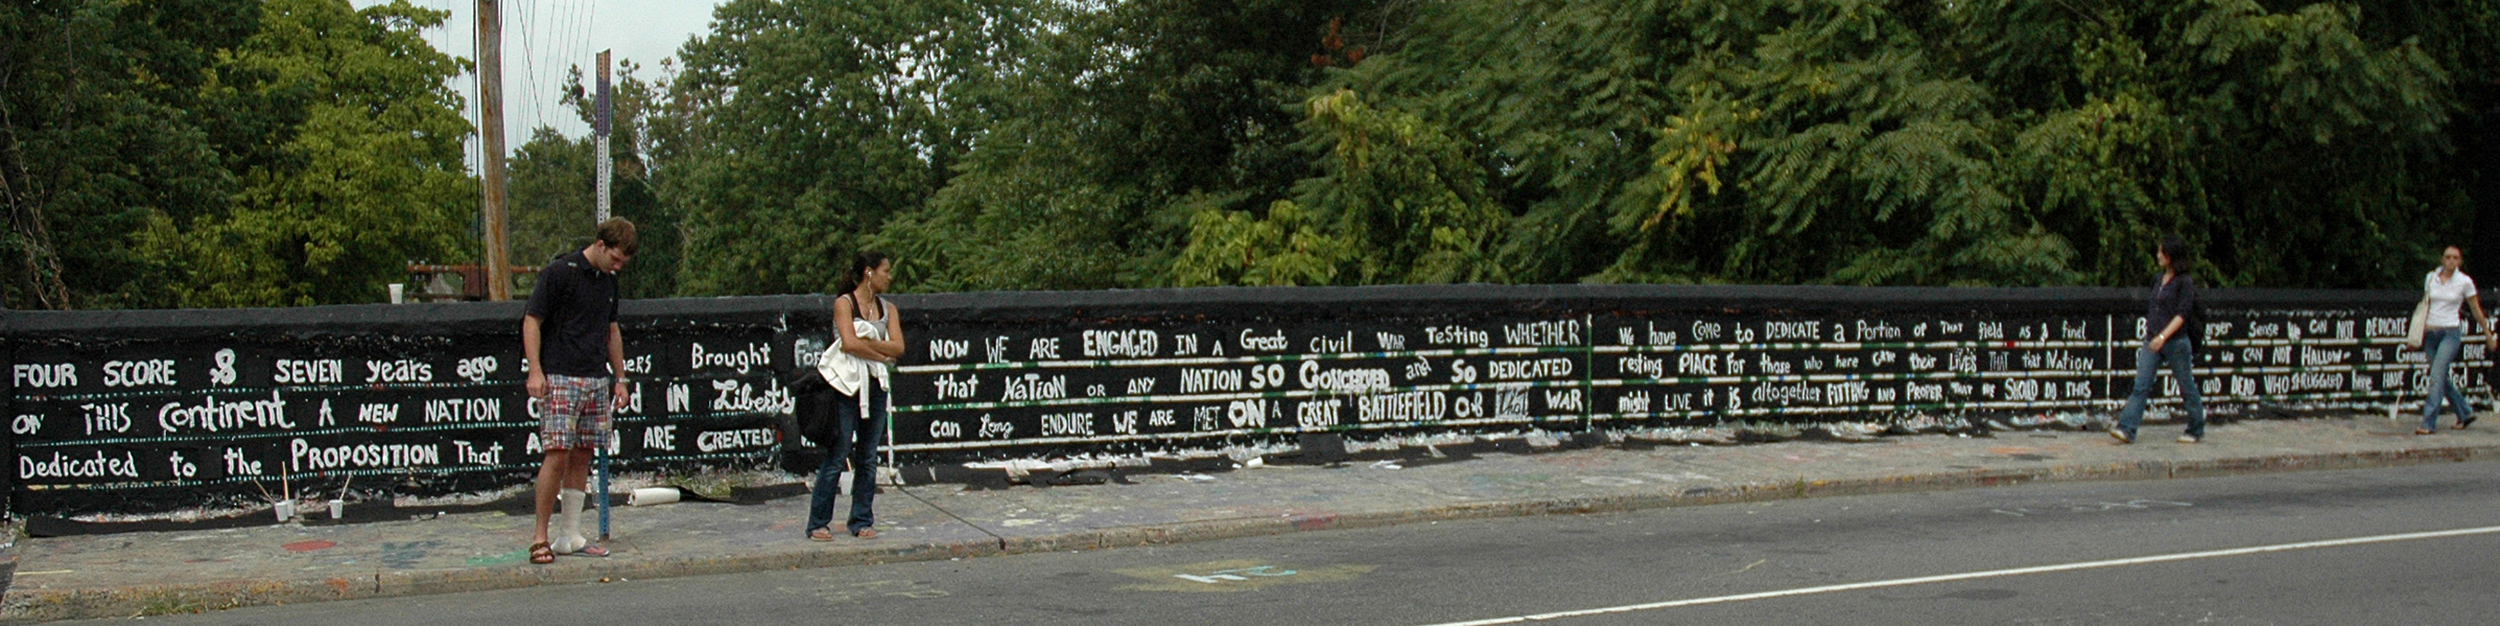 FOUR SCORE & SEVEN years ago Brought
ON THIS Continent A NEW NATION IN Liberty
Dedicated to the PROPOSITION That ARE CREATED
NOW WE ARE ENGAGED IN A Great civil WAR Testing WHETHER
that NATION OR ANY NATION SO CONCEIVED and SO DEDICATED
can Long ENDURE WE ARE MET ON A GREAT BATTLEFIELD OF THAT WAR
We have COME to DEDICATE a Portion OF THAT field AS A final
resting PLACE For those who here GAVE their LIVES THAT that NATION
might LIVE it is altogether FITTING AND PROPER THAT WE SHOULD DO THIS
Sense WE CAN NOT DEDICATE
WE CAN NOT HALLOW THIS
AND DEAD WHO STRUGGLED here HAVE